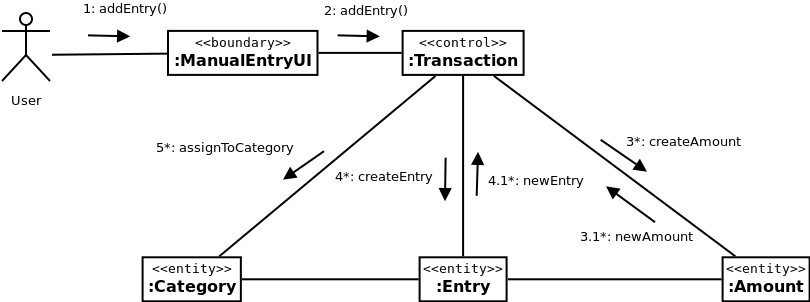 1: addEntry()
2: addEntry()
<<boundary>>
:ManualEntryUI
<<control>>
:Transaction
User
5*: assignToCategory
3*: createAmount
4*: createEntry
4.1*: newEntry
3.1*: newAmount
<<entity>>
:Category
<<entity>>
:Entry
<<entity>>
:Amount